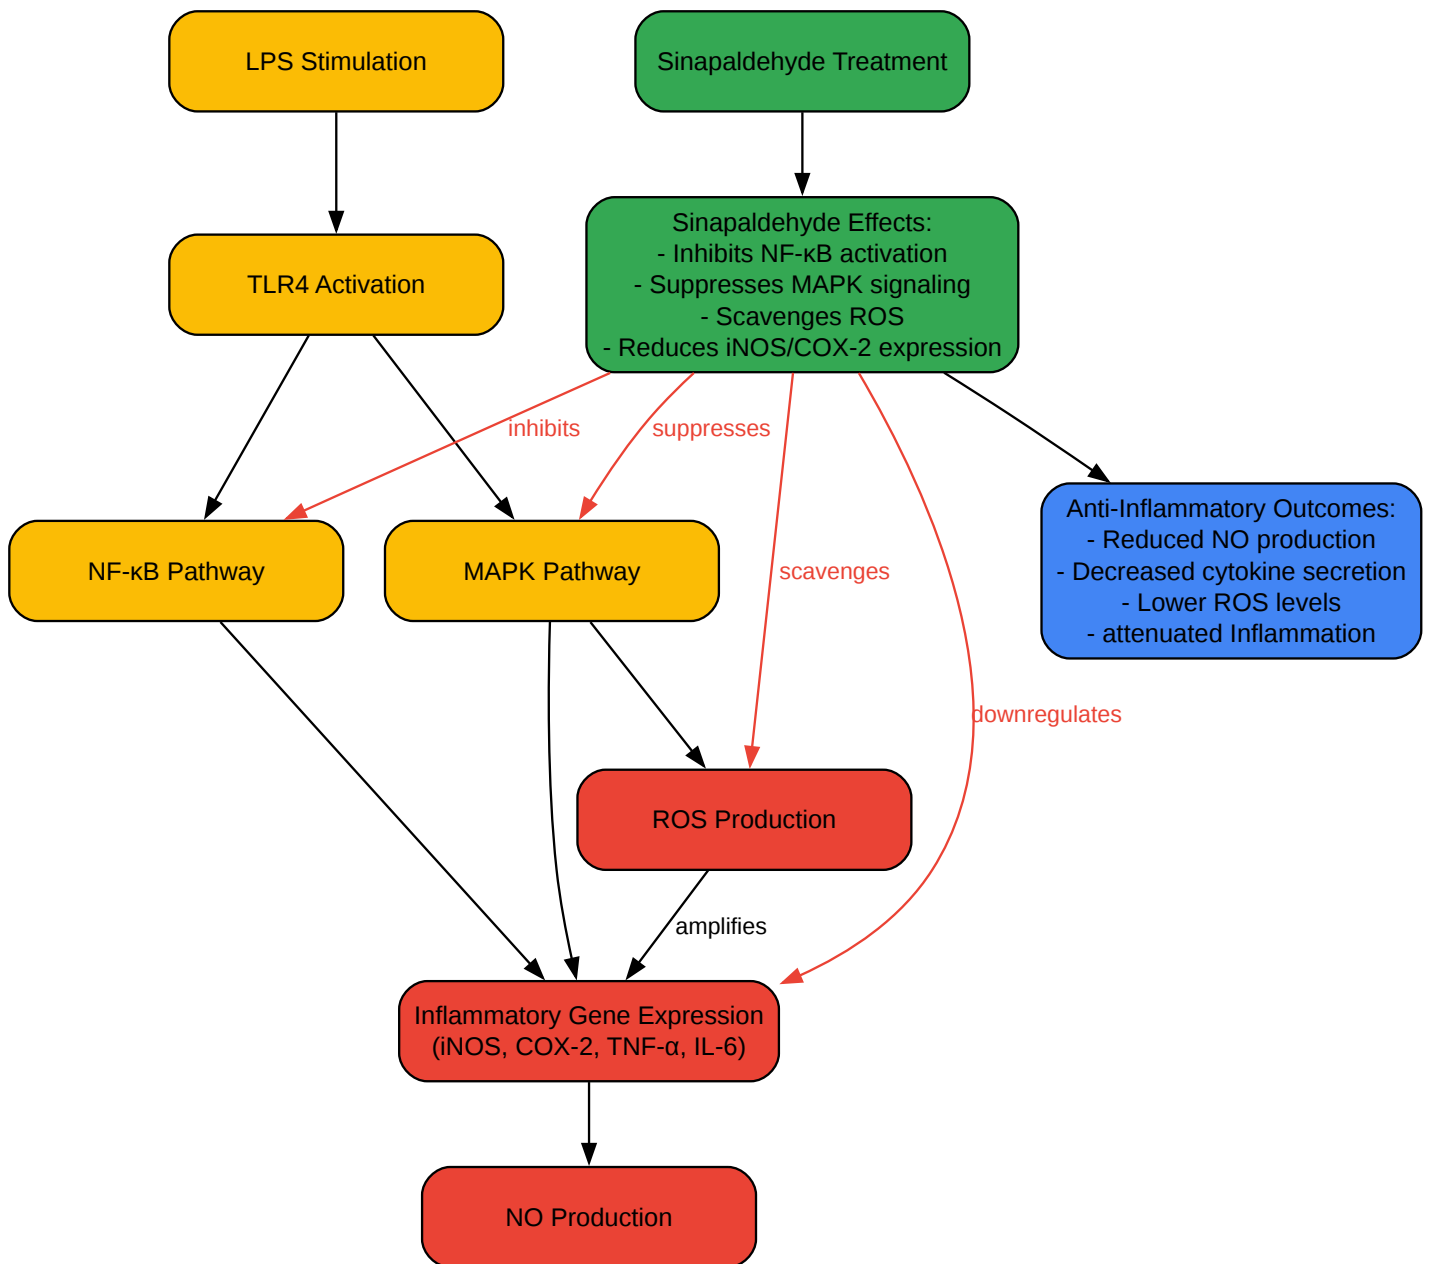 LPS Stimulation
Sinapaldehyde Treatment
Sinapaldehyde Effects:
- Inhibits NF-κB activation
- Suppresses MAPK signaling
- Scavenges ROS
- Reduces iNOS/COX-2 expression
TLR4 Activation
inhibits
suppresses
Anti-Inflammatory Outcomes:
- Reduced NO production
- Decreased cytokine secretion
- Lower ROS levels
- attenuated Inflammation
NF-κB Pathway
MAPK Pathway
scavenges
downregulates
ROS Production
amplifies
Inflammatory Gene Expression
(iNOS, COX-2, TNF-α, IL-6)
NO Production